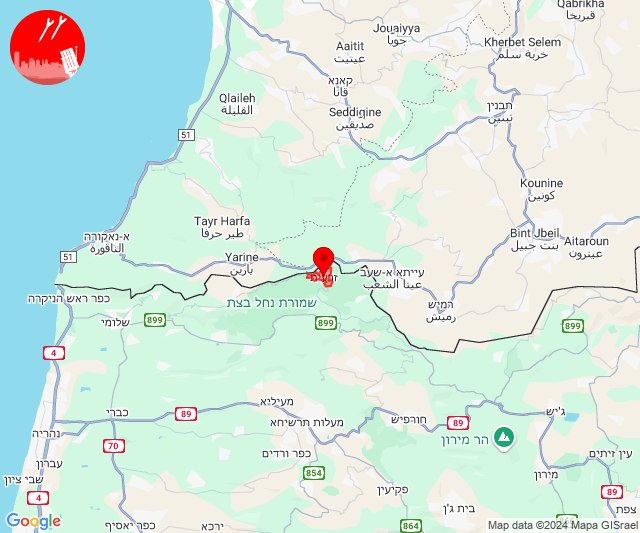 Qabrikha
קבריחא
Jouaiyya
جويا
Kherbet Selem
خربة سلم
Aaitit
عيتيت
קאנא
قانا
Qlaileh
القليلة
Seddigine
صديقين
תבנין
تبنين
51
Kounine
كونين
Tayr Harfa
طير حرفا
א-נאקורה
الناقورة
Bint Jbeil
بنت جبيل
Aitaroun
عيترون
51
Yarine
يارين
עייתא א-שעב
عيتا الشعب
כפר ראש הניקרה
שמורת נחל בצת
רמיש
رميش
שלומי
899
899
899
4
מעיליא
כברי
89
מעלות תרשיחא
חורפיש
89
ג'יש
נהריה
70
הר מירון
עין זיתים
עברון
כפר ורדים
מירון
שבי ציון
854
פקיעין
89
4
בית ג'ן
צפת
Google
כפר יאסיף
ירכא
864
Map data ©2024 Mapa GISrael